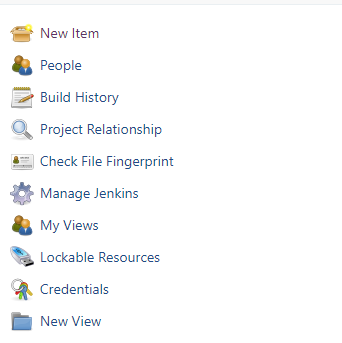 New Item
People
Build History
Project Relationship
Check File Fingerprint
Manage Jenkins
My Views
Lockable Resources
Credentials
New View